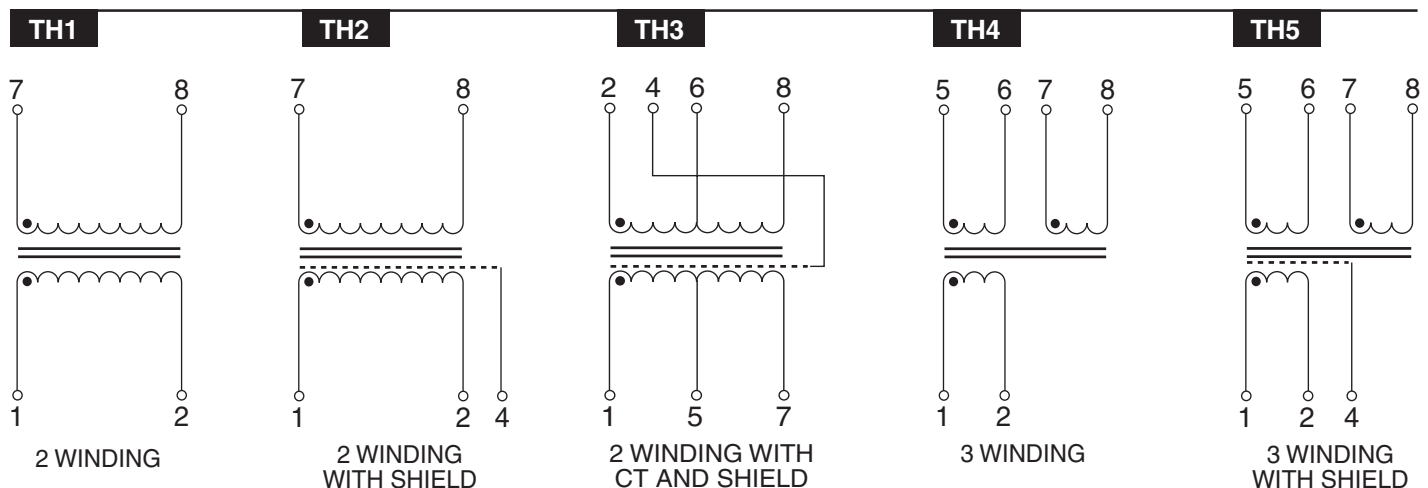 TH1 TH2 TH3 TH4 TH5
7 8 7 8 2 4 6 8 5 6 7 8 5 6 7 8
1 2 1 2 4 1 5 7 1 2 1 2 4
2 WINDING
2 WINDING
WITH SHIELD
2 WINDING WITH
CT AND SHIELD
3 WINDING
3 WINDING
WITH SHIELD